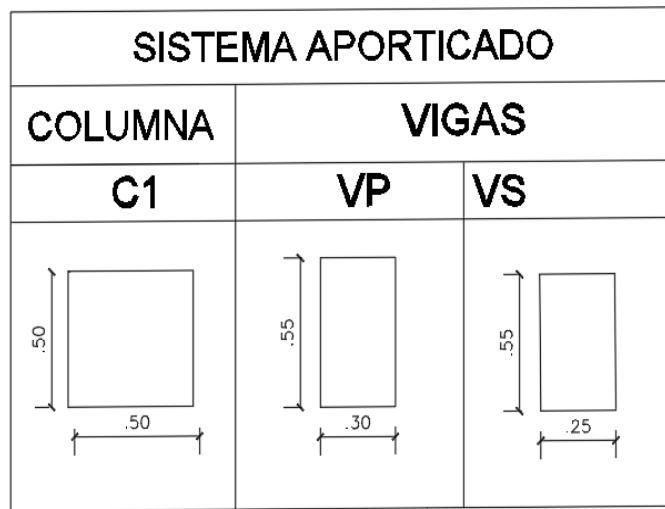 SISTEMA APORTICADO
COLUMNA
VIGAS
C1
VP
VS
.50
.50
.55
.30
.55
.25